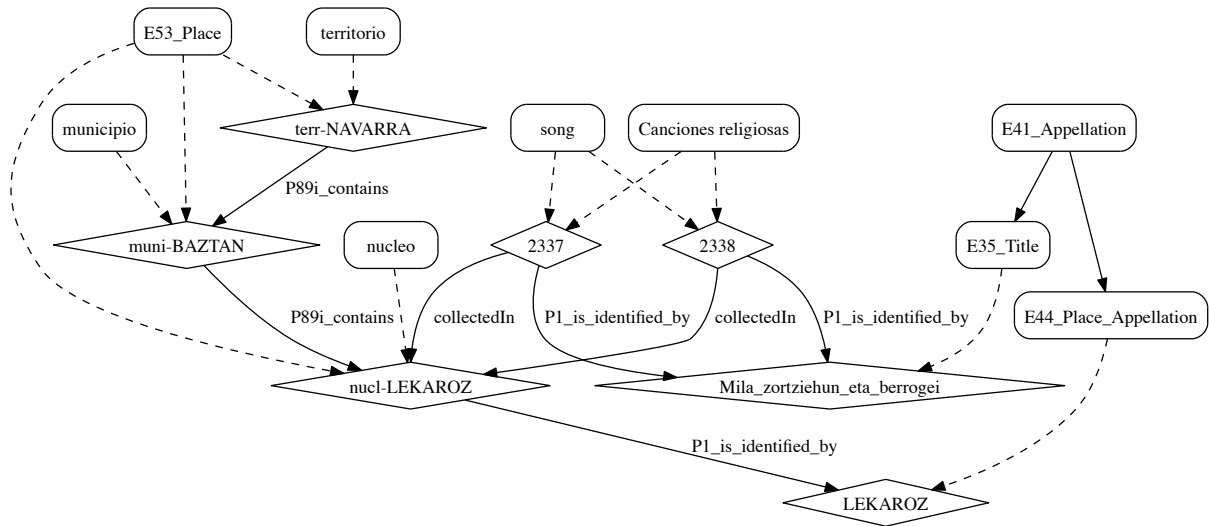 E53_Place
territorio
municipio
terr-NAVARRA
song
Canciones religiosas
E41_Appellation
P89i_contains
muni-BAZTAN
nucleo
2337
2338
E35_Title
P89i_contains
collectedIn
P1_is_identified_by
collectedIn
P1_is_identified_by
E44_Place_Appellation
nucl-LEKAROZ
Mila_zortziehun_eta_berrogei
P1_is_identified_by
LEKAROZ